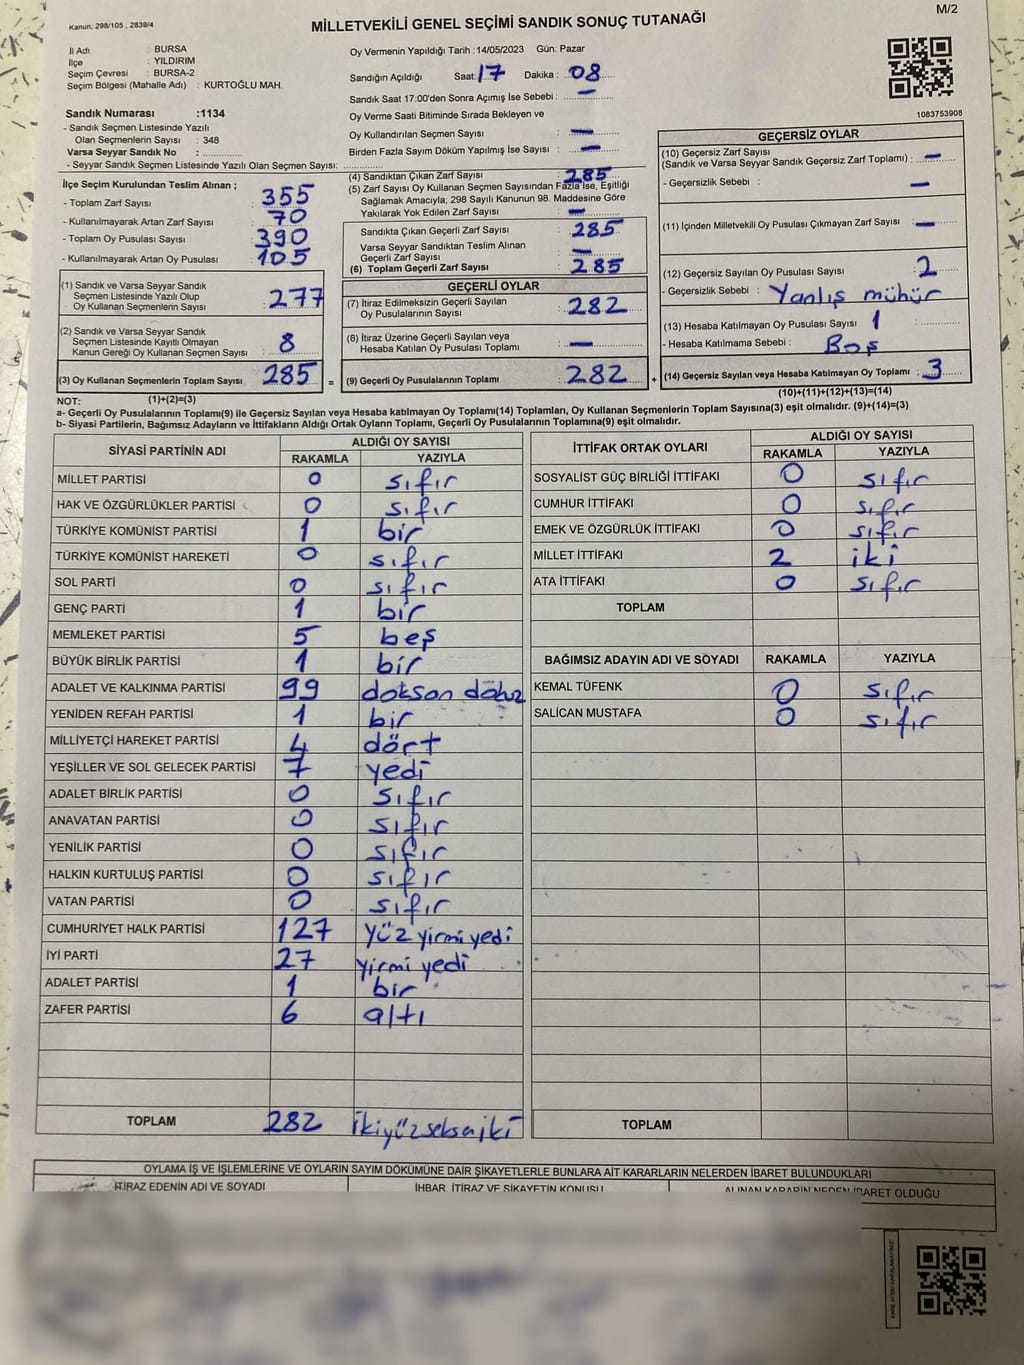 Kanun: 298/105 , 2839/4
MİLLETVEKİLİ GENEL SEÇİMİ SANDIK SONUÇ TUTANAĞI
M/2
İl Adı : BURSA
İlçe : YILDIRIM
Seçim Çevresi : BURSA-2
Seçim Bölgesi (Mahalle Adı) : KURTOĞLU MAH.
Oy Vermenin Yapıldığı Tarih :14/05/2023 Gün: Pazar
Sandığın Açıldığı Saat: 17 Dakika : 08
Sandık Saat 17:00'den Sonra Açımış İse Sebebi : —
Oy Verme Saati Bitiminde Sırada Bekleyen ve
Oy Kullandırılan Seçmen Sayısı : —
Birden Fazla Sayım Döküm Yapılmış İse Sayısı : —
1083753908
Sandık Numarası :1134
- Sandık Seçmen Listesinde Yazılı
Olan Seçmenlerin Sayısı : 348
Varsa Seyyar Sandık No :
- Seyyar Sandık Seçmen Listesinde Yazılı Olan Seçmen Sayısı:
İlçe Seçim Kurulundan Teslim Alınan ;
- Toplam Zarf Sayısı : 355
- Kullanılmayarak Artan Zarf Sayısı : 70
- Toplam Oy Pusulası Sayısı : 390
- Kullanılmayarak Artan Oy Pusulası : 105
(4) Sandıktan Çıkan Zarf Sayısı : 285
(5) Zarf Sayısı Oy Kullanan Seçmen Sayısından Fazla İse, Eşitliği
Sağlamak Amacıyla, 298 Sayılı Kanunun 98. Maddesine Göre
Yakılarak Yok Edilen Zarf Sayısı : —
Sandıkta Çıkan Geçerli Zarf Sayısı : 285
Varsa Seyyar Sandıktan Teslim Alınan
Geçerli Zarf Sayısı : —
(6) Toplam Geçerli Zarf Sayısı : 285
GEÇERSİZ OYLAR
(10) Geçersiz Zarf Sayısı
(Sandık ve Varsa Seyyar Sandık Geçersiz Zarf Toplamı) : —
- Geçersizlik Sebebi : —
(11) İçinden Milletvekili Oy Pusulası Çıkmayan Zarf Sayısı : —
(12) Geçersiz Sayılan Oy Pusulası Sayısı : 2
- Geçersizlik Sebebi : Yanlış mühür
(13) Hesaba Katılmayan Oy Pusulası Sayısı : 1
- Hesaba Katılmama Sebebi : Boş
(14) Geçersiz Sayılan veya Hesaba Katılmayan Oy Toplamı : 3
(10)+(11)+(12)+(13)=(14)
(1) Sandık ve Varsa Seyyar Sandık
Seçmen Listesinde Yazılı Olup
Oy Kullanan Seçmenlerin Sayısı : 277
(2) Sandık ve Varsa Seyyar Sandık
Seçmen Listesinde Kayıtlı Olmayan
Kanun Gereği Oy Kullanan Seçmen Sayısı : 8
(3) Oy Kullanan Seçmenlerin Toplam Sayısı : 285 =
GEÇERLİ OYLAR
(7) İtiraz Edilmeksizin Geçerli Sayılan
Oy Pusulalarının Sayısı : 282
(8) İtiraz Üzerine Geçerli Sayılan veya
Hesaba Katılan Oy Pusulası Toplamı : —
(9) Geçerli Oy Pusulalarının Toplamı : 282 +
NOT: (1)+(2)=(3)
a- Geçerli Oy Pusulalarının Toplamı(9) ile Geçersiz Sayılan veya Hesaba katılmayan Oy Toplamı(14) Toplamları, Oy Kullanan Seçmenlerin Toplam Sayısına(3) eşit olmalıdır. (9)+(14)=(3)
b- Siyasi Partilerin, Bağımsız Adayların ve İttifakların Aldığı Ortak Oyların Toplamı, Geçerli Oy Pusulalarının Toplamına(9) eşit olmalıdır.
SİYASİ PARTİNİN ADI ALDIĞI OY SAYISI
RAKAMLA YAZIYLA
MİLLET PARTİSİ 0 sıfır
HAK VE ÖZGÜRLÜKLER PARTİSİ 0 sıfır
TÜRKİYE KOMÜNİST PARTİSİ 1 bir
TÜRKİYE KOMÜNİST HAREKETİ 0 sıfır
SOL PARTİ 0 sıfır
GENÇ PARTİ 1 bir
MEMLEKET PARTİSİ 5 beş
BÜYÜK BİRLİK PARTİSİ 1 bir
ADALET VE KALKINMA PARTİSİ 99 doksan dokuz
YENİDEN REFAH PARTİSİ 1 bir
MİLLİYETÇİ HAREKET PARTİSİ 4 dört
YEŞİLLER VE SOL GELECEK PARTİSİ 7 yedi
ADALET BİRLİK PARTİSİ 0 sıfır
ANAVATAN PARTİSİ 0 sıfır
YENİLİK PARTİSİ 0 sıfır
HALKIN KURTULUŞ PARTİSİ 0 sıfır
VATAN PARTİSİ 0 sıfır
CUMHURİYET HALK PARTİSİ 127 yüz yirmi yedi
İYİ PARTİ 27 yirmi yedi
ADALET PARTİSİ 1 bir
ZAFER PARTİSİ 6 altı
TOPLAM 282 ikiyüzseksaiki
İTTİFAK ORTAK OYLARI ALDIĞI OY SAYISI
RAKAMLA YAZIYLA
SOSYALIST GÜÇ BİRLİĞİ İTTİFAKI 0 sıfır
CUMHUR İTTİFAKI 0 sıfır
EMEK VE ÖZGÜRLÜK İTTİFAKI 0 sıfır
MİLLET İTTİFAKI 2 iki
ATA İTTİFAKI 0 sıfır
TOPLAM
BAĞIMSIZ ADAYIN ADI VE SOYADI RAKAMLA YAZIYLA
KEMAL TÜFENK 0 sıfır
SALİCAN MUSTAFA 0 sıfır
TOPLAM
OYLAMA İŞ VE İŞLEMLERİNE VE OYLARIN SAYIM DÖKÜMÜNE DAİR ŞİKAYETLERLE BUNLARA AİT KARARLARIN NELERDEN İBARET BULUNDUKLARI
İTİRAZ EDENİN ADI VE SOYADI İHBAR, İTİRAZ VE ŞİKAYETİN KONUSU ALINAN KARARIN NEDEN İBARET OLDUĞU